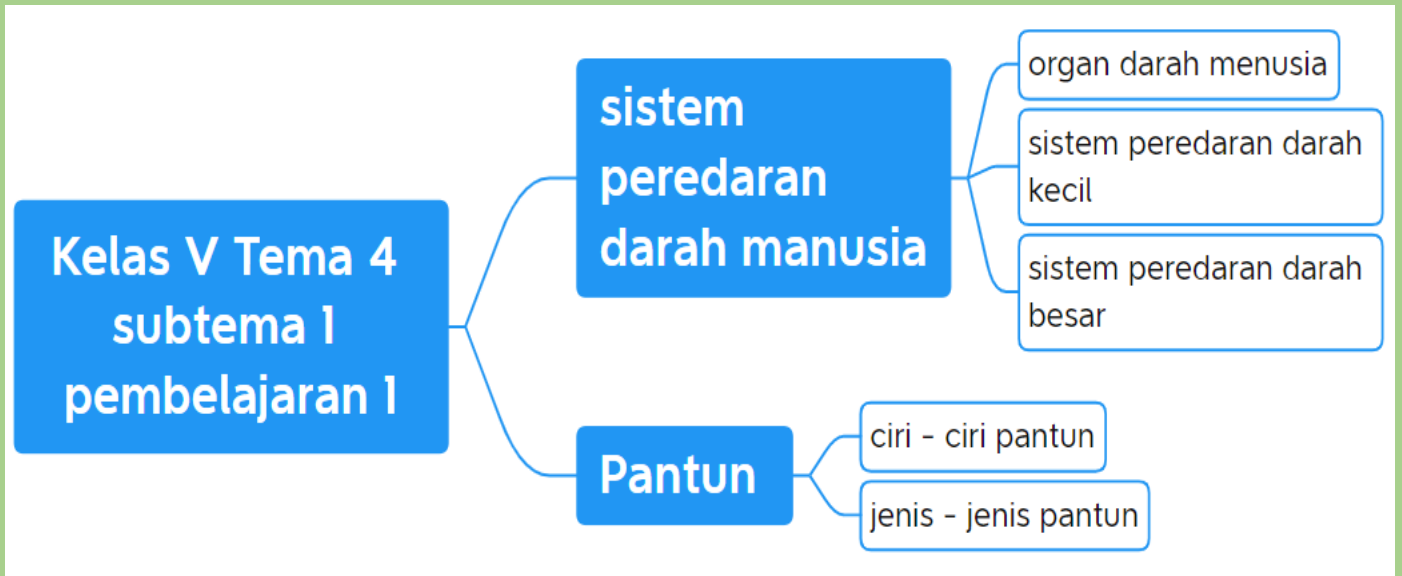 Kelas V Tema 4
subtema 1
pembelajaran 1
sistem
peredaran
darah manusia
organ darah menusia
sistem peredaran darah
kecil
sistem peredaran darah
besar
Pantun
ciri - ciri pantun
jenis - jenis pantun